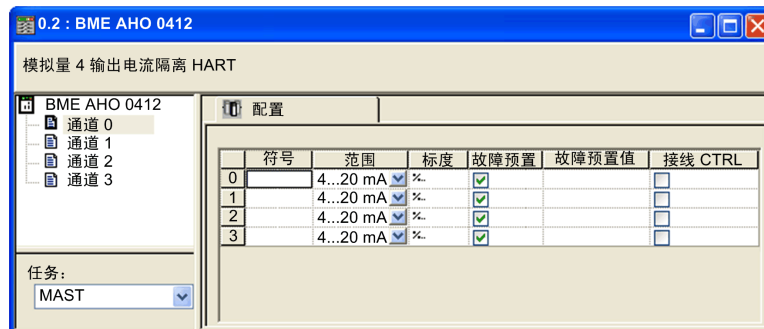 0.2 : BME AHO 0412
模拟量 4 输出电流隔离 HART
BME AHO 0412
通道 0
通道 1
通道 2
通道 3
任务：
MAST
配置
符号 范围 标度 故障预置 故障预置值 接线 CTRL
0 4...20 mA %..
1 4...20 mA %..
2 4...20 mA %..
3 4...20 mA %..